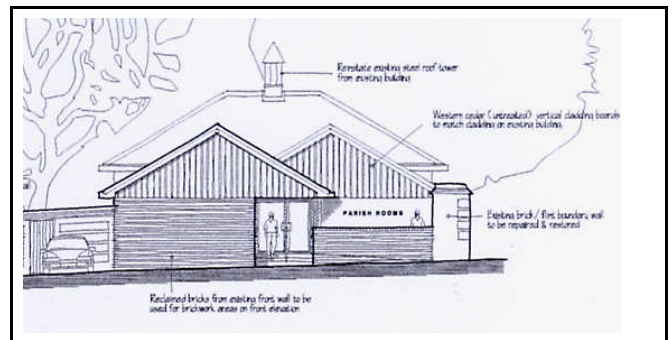 Reinstate existing steel roof tower
from existing building
Western cedar (untreated) vertical cladding boards
to match cladding on existing building
PARISH ROOMS
Existing brick/flint boundary wall
to be repaired & restored
Reclaimed bricks from existing front wall to be
used for brickwork areas on front elevation